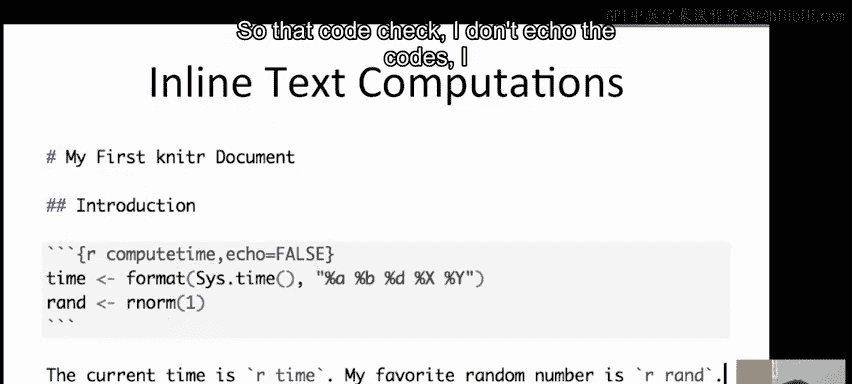 So that code check, I don't echo the
codes, I
Inline Text Computations
# My First knitr Document
## Introduction
```{r computetime,echo=FALSE}
time <- format(Sys.time(), "%a %b %d %X %Y")
rand <- rnorm(1)
```
The current time is `r time`. My favorite random number is `r rand`.